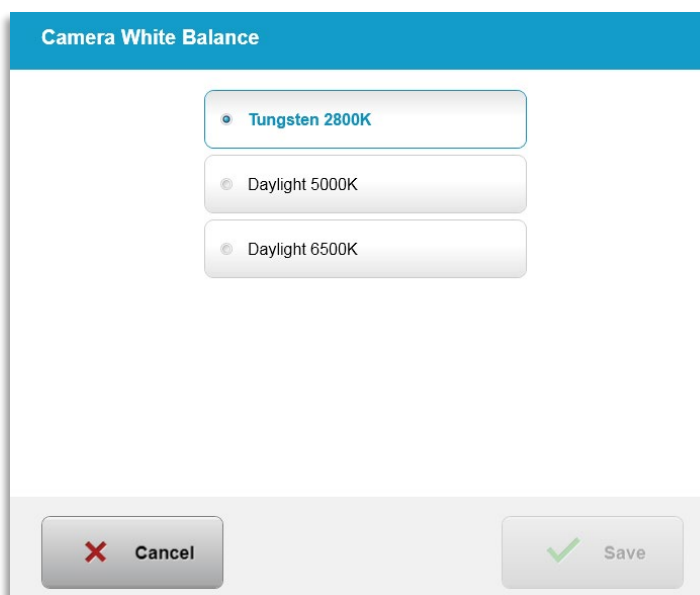 Camera White Balance
Tungsten 2800K
Daylight 5000K
Daylight 6500K
Cancel
Save